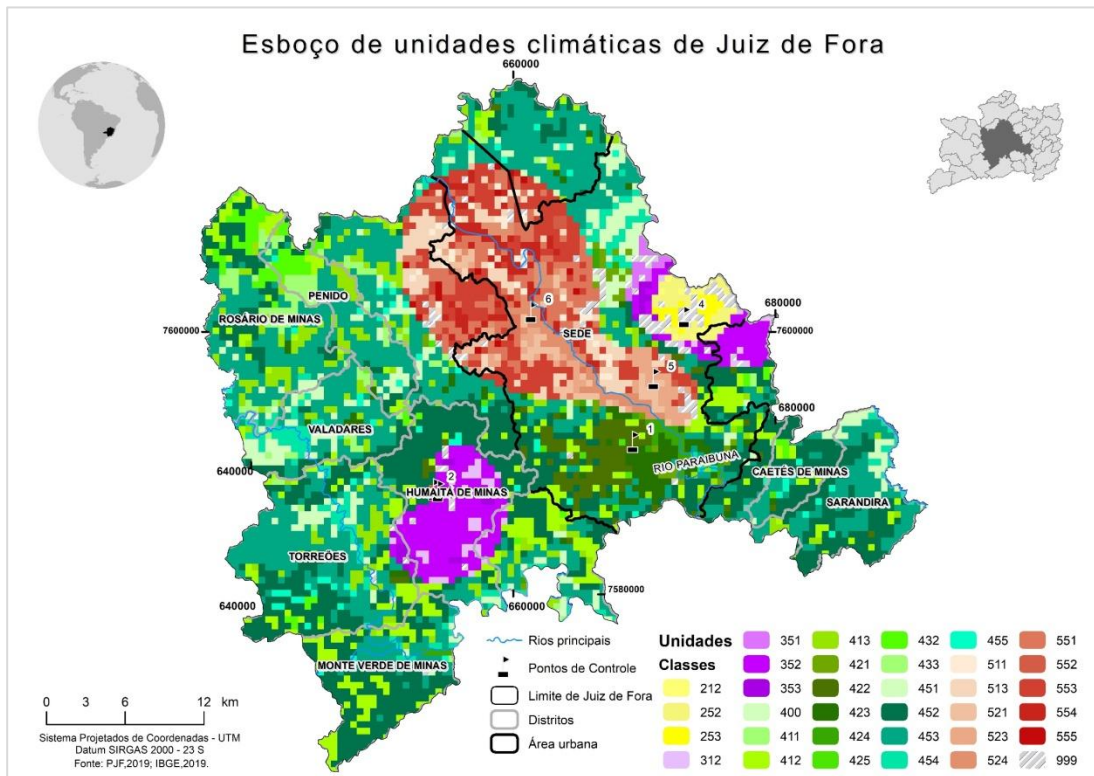 Esboço de unidades climáticas de Juiz de Fora
660000
PENIDO
ROSÁRIO DE MINAS
7600000
6
SEDE
4
680000
7600000
5
VALADARES
680000
1
RIO PARAIBUNA
640000
CAETÉS DE MINAS
2
HUMAITÁ DE MINAS
SARANDIRA
TORREÕES
640000
660000
7580000
MONTE VERDE DE MINAS
Rios principais
Pontos de Controle
Limite de Juiz de Fora
Distritos
Área urbana
0 3 6 12 km
Sistema Projetados de Coordenadas - UTM
Datum SIRGAS 2000 - 23 S
Fonte: PJF,2019; IBGE,2019.
Unidades 351 413 432 455 551
Classes 352 421 433 511 552
212 353 422 451 513 553
252 400 423 452 521 554
253 411 424 453 523 555
312 412 425 454 524 999